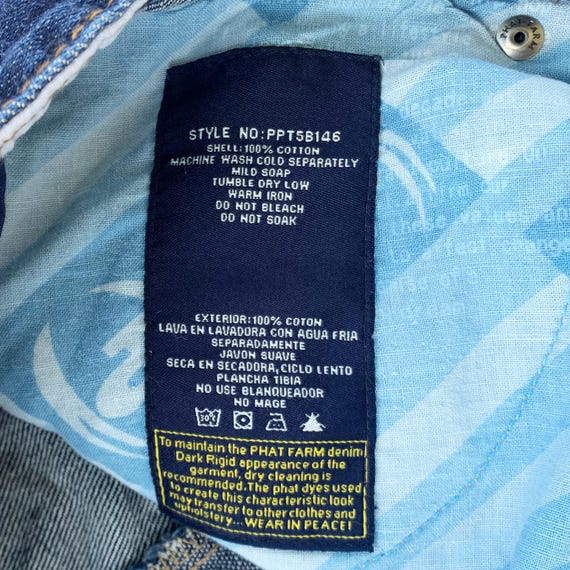 PHAT FARM
STYLE NO:PPT5B146
SHELL:100% COTTON
MACHINE WASH COLD SEPARATELY
MILD SOAP
TUMBLE DRY LOW
WARM IRON
DO NOT BLEACH
DO NOT SOAK
EXTERIOR:100% COTON
LAVA EN LAVADORA CON AGUA FRIA
SEPARADAMENTE
JAVON SUAVE
SECA EN SECADORA,CICLO LENTO
PLANCHA TIBIA
NO USE BLANQUEADOR
NO MAGE
30°C
To maintain the PHAT FARM denim
Dark Rigid appearance of the
garment, dry cleaning is
recommended.The phat dyes used
to create this characteristic look
may transfer to other clothes and
upholstery...WEAR IN PEACE!